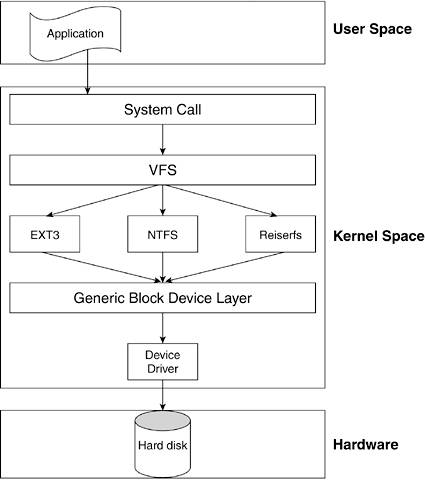 Application
User Space
System Call
VFS
EXT3
NTFS
Reiserfs
Kernel Space
Generic Block Device Layer
Device
Driver
Hard disk
Hardware